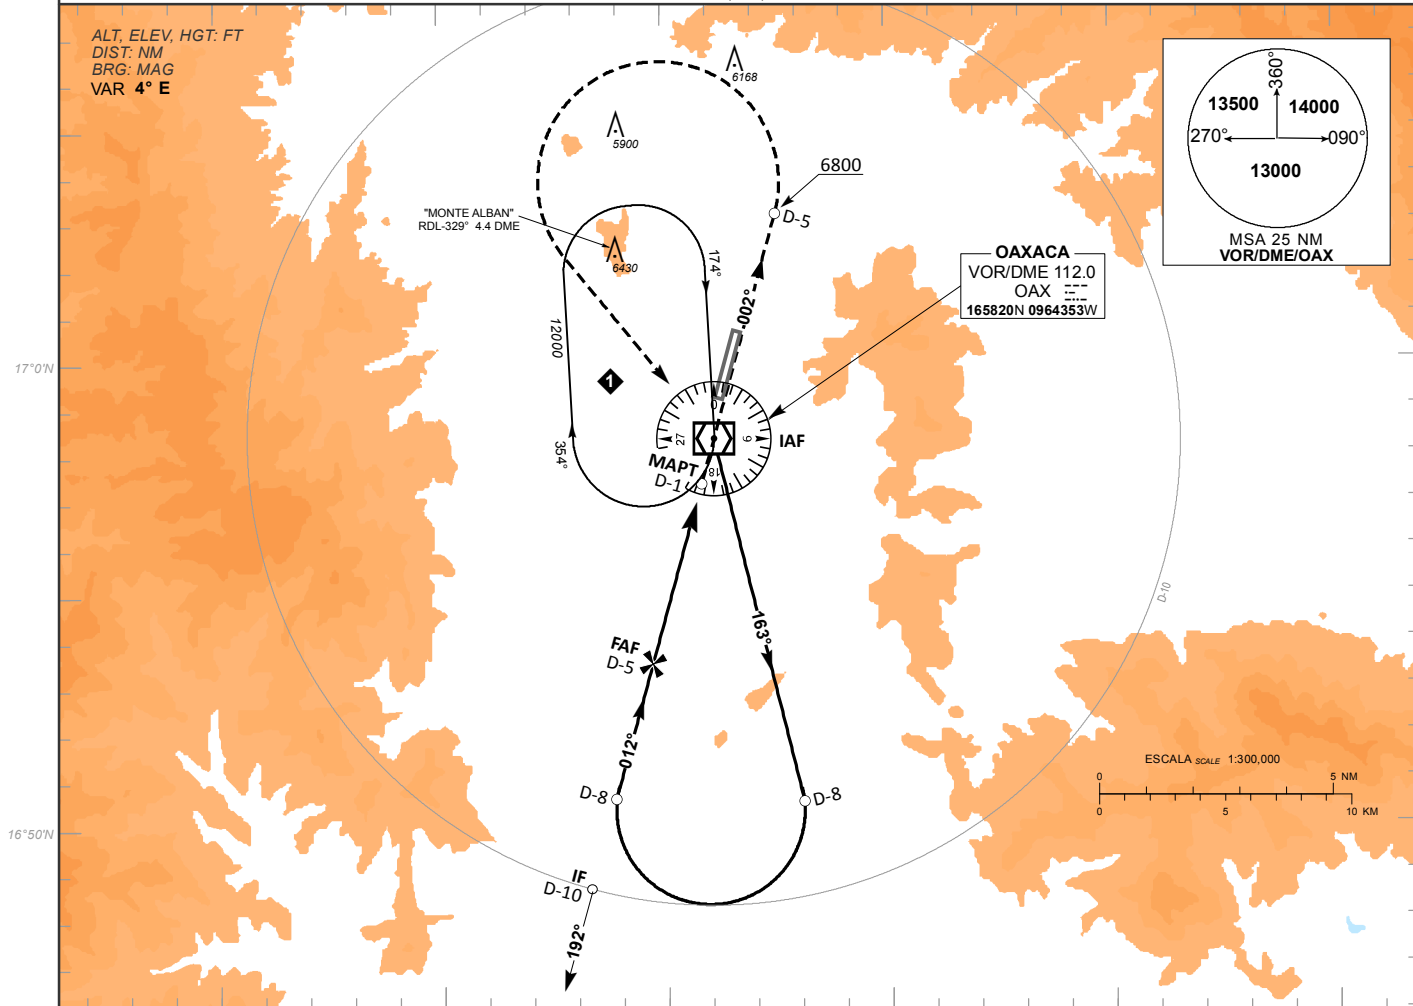 ALT, ELEV, HGT: FT
DIST: NM
BRG: MAG
VAR 4° E
6168
5900
6800
D-5
"MONTE ALBAN"
RDL-329° 4.4 DME
6430
174°
002°
12000
354°
1
360°
13500
14000
270°
090°
13000
MSA 25 NM
VOR/DME/OAX
OAXACA
VOR/DME 112.0
OAX
165820N 0964353W
17°0'N
0
27
9
18
IAF
MAPT
D-1
163°
FAF
D-5
012°
D-8
D-8
D-10
IF
D-10
192°
16°50'N
ESCALA SCALE 1:300,000
0
5 NM
0
5
10 KM